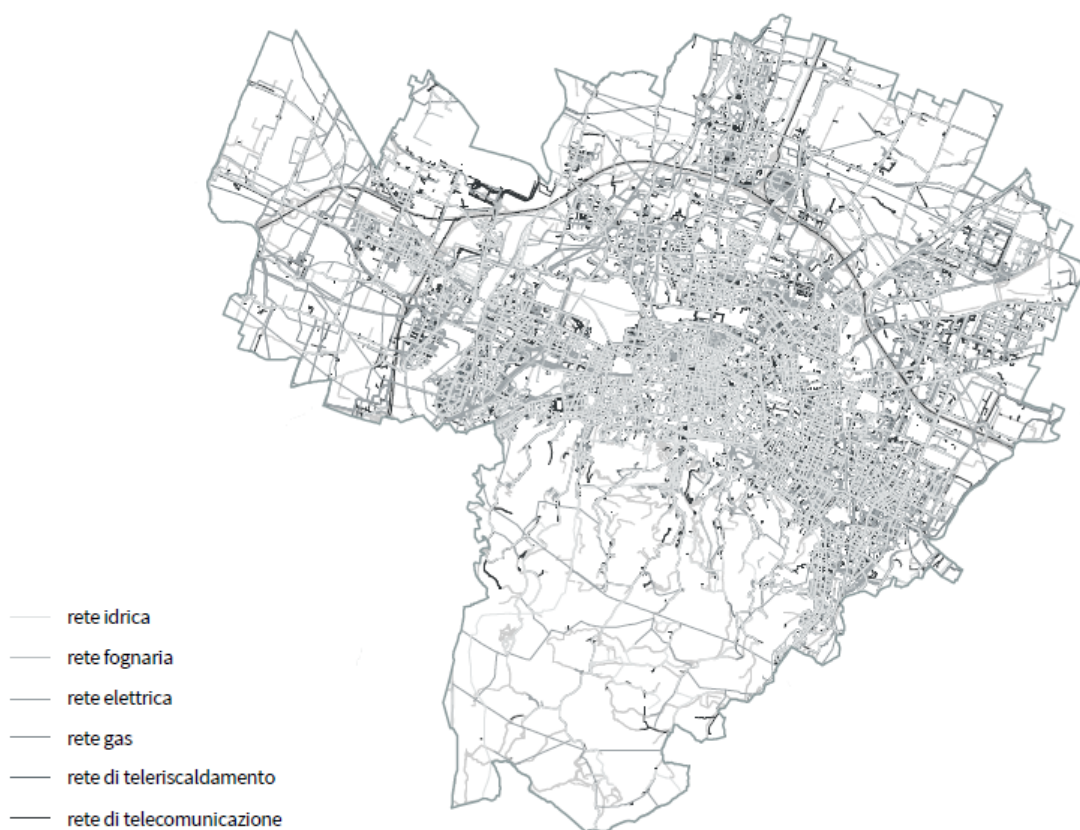 rete idrica
rete fognaria
rete elettrica
rete gas
rete di teleriscaldamento
rete di telecomunicazione